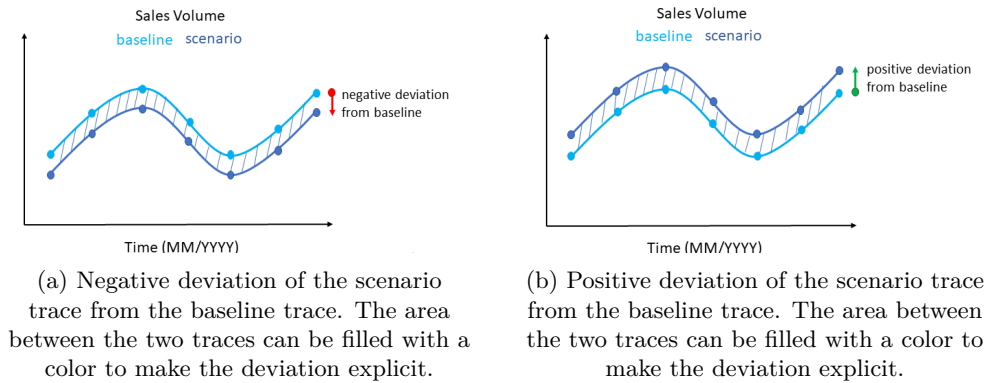 Sales Volume
baseline scenario
negative deviation
from baseline
Time (MM/YYYY)
(a) Negative deviation of the scenario
trace from the baseline trace. The area
between the two traces can be filled with a
color to make the deviation explicit.
Sales Volume
baseline scenario
positive deviation
from baseline
Time (MM/YYYY)
(b) Positive deviation of the scenario trace
from the baseline trace. The area between
the two traces can be filled with a color to
make the deviation explicit.